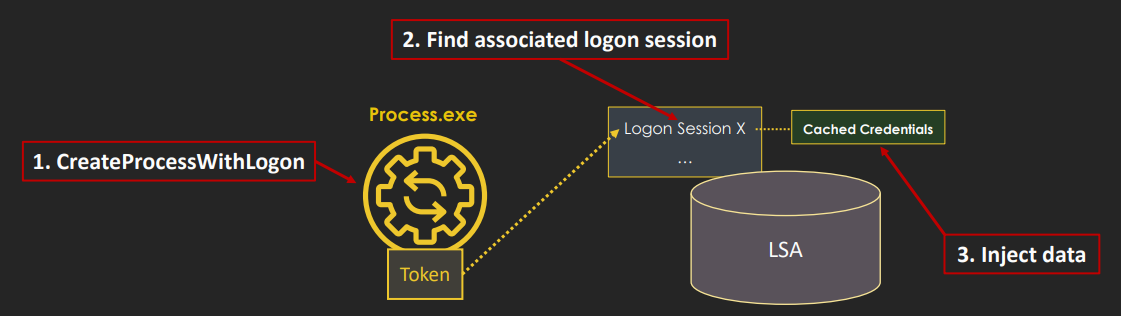 2. Find associated logon session
Process.exe
Logon Session X
...
Cached Credentials
1. CreateProcessWithLogon
LSA
3. Inject data
Token